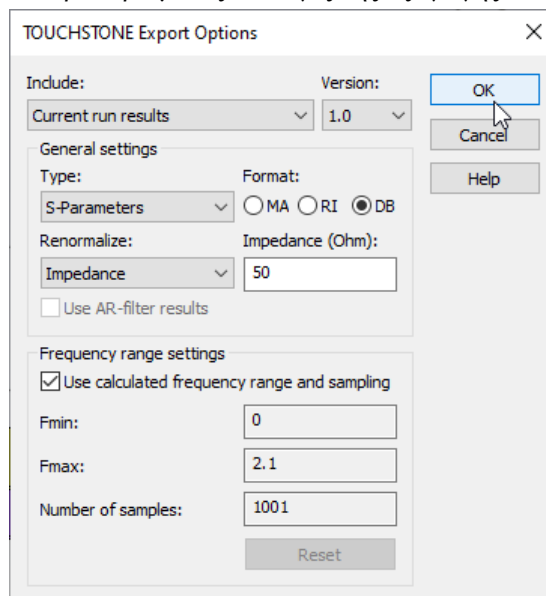 TOUCHSTONE Export Options
Include: Version:
Current run results 1.0
OK
Cancel
Help
General settings
Type: Format:
S-Parameters MA RI DB
Renormalize: Impedance (Ohm):
Impedance 50
Use AR-filter results
Frequency range settings
Use calculated frequency range and sampling
Fmin: 0
Fmax: 2.1
Number of samples: 1001
Reset